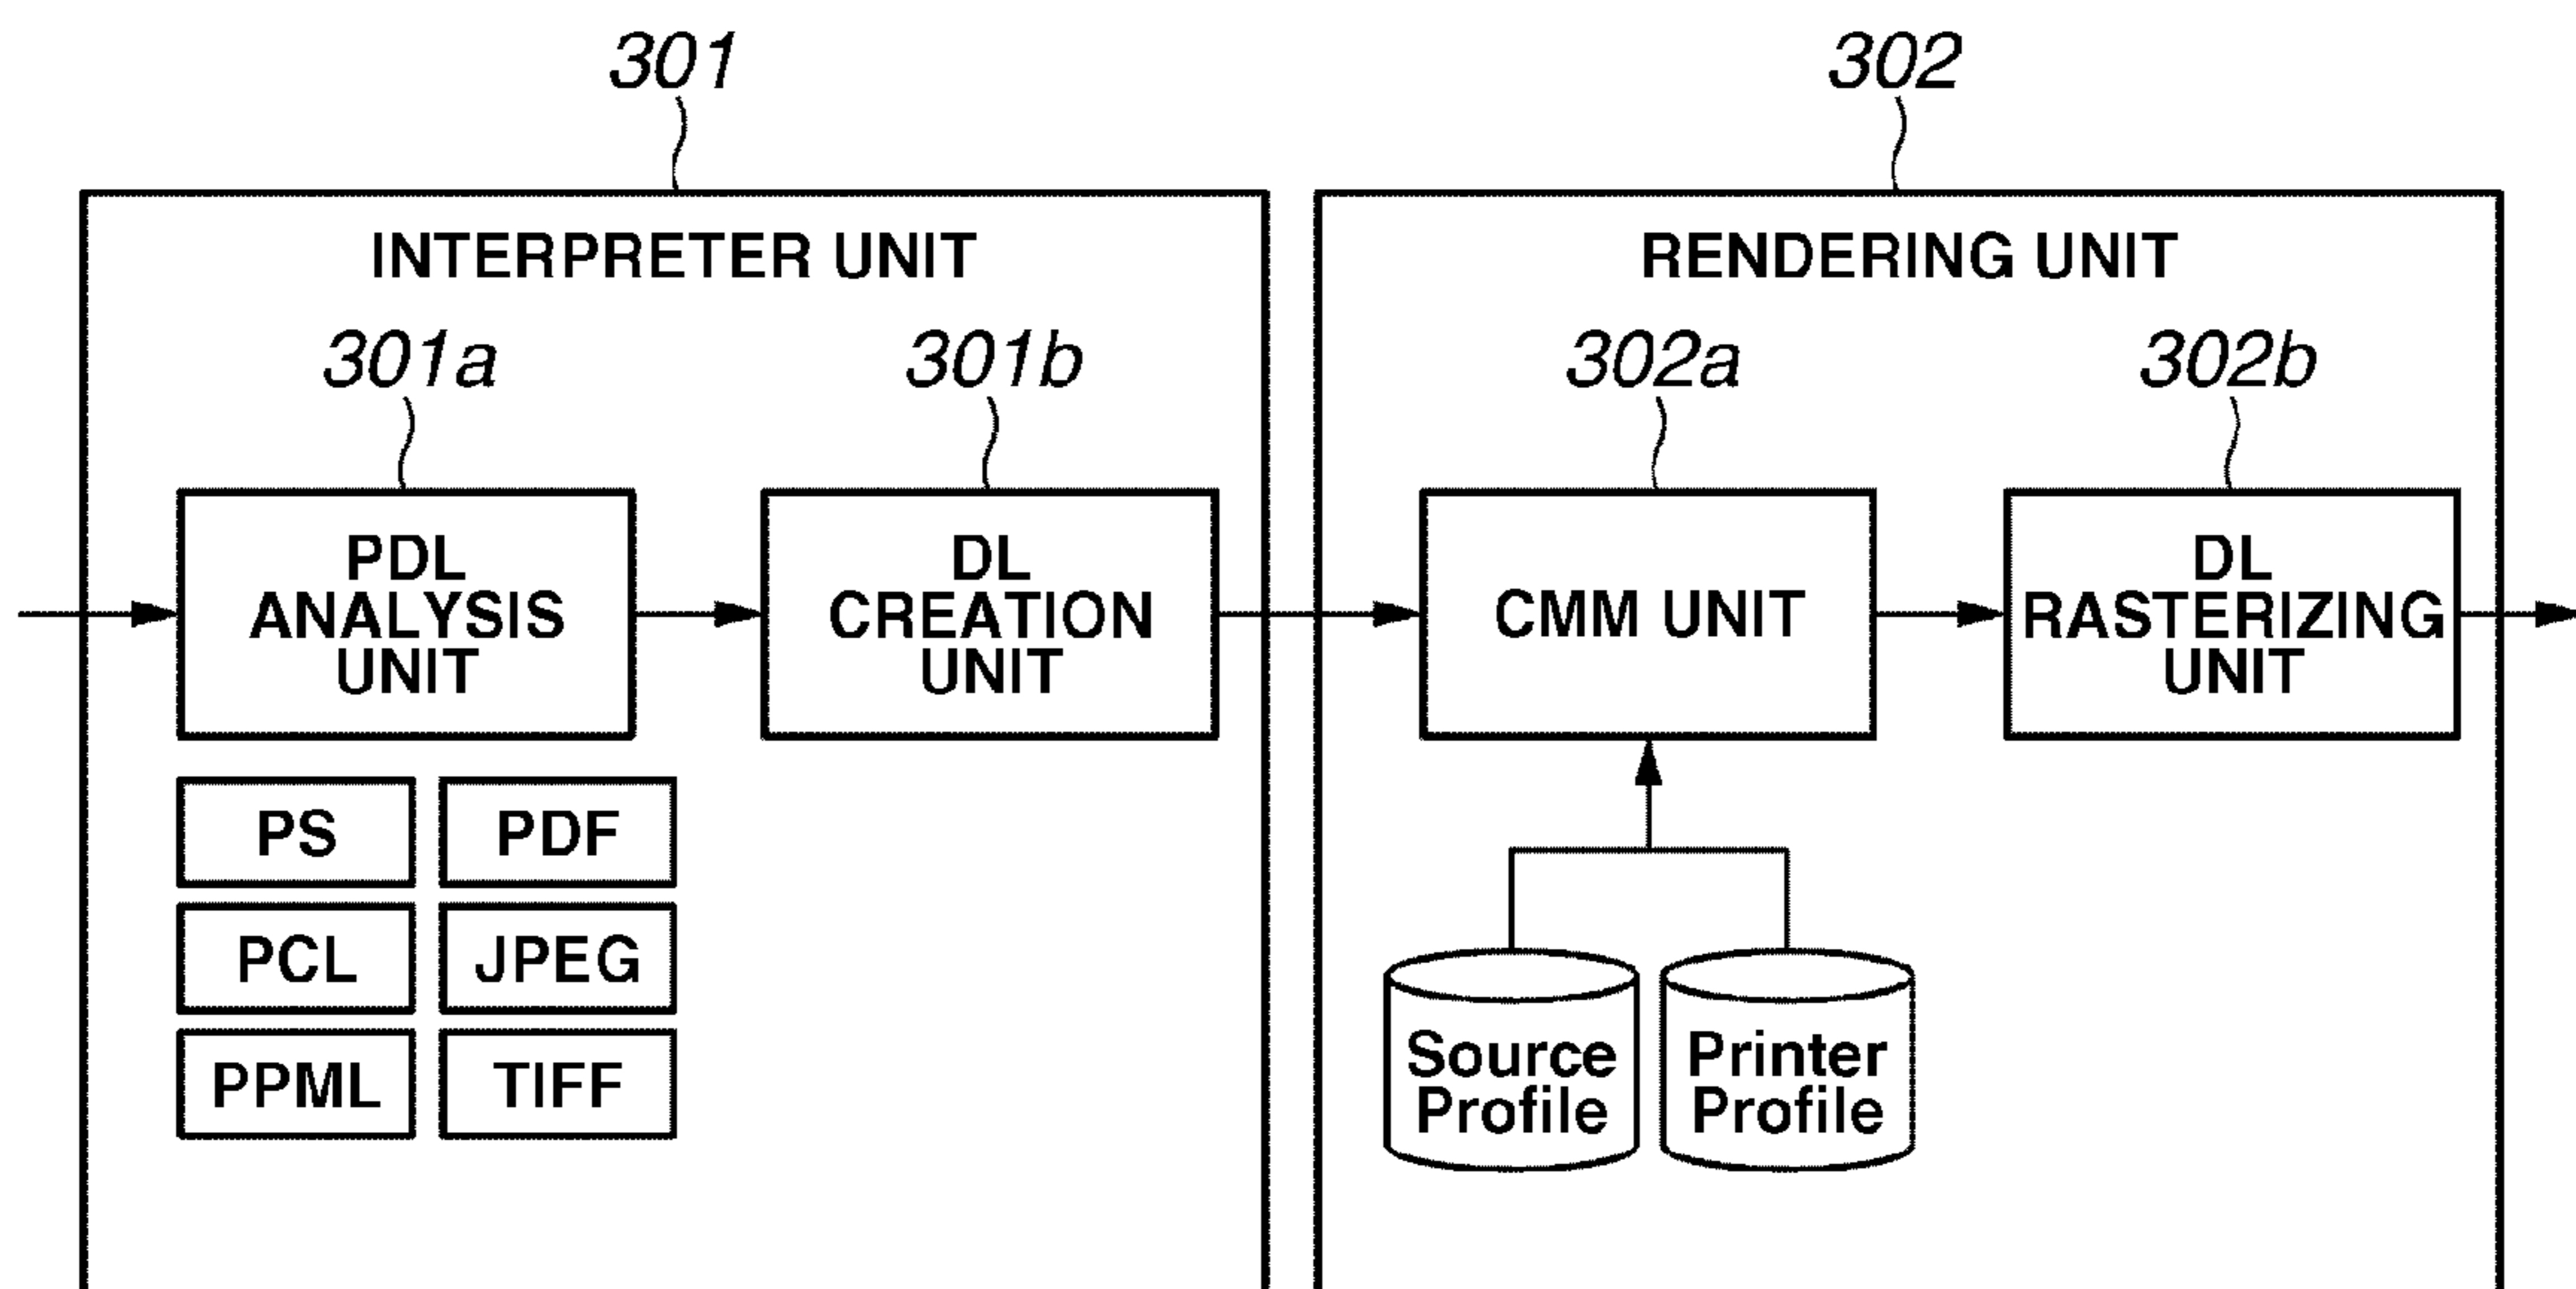 301
302
INTERPRETER UNIT
RENDERING UNIT
301a
301b
302a
302b
PDL
ANALYSIS
UNIT
DL
CREATION
UNIT
CMM UNIT
DL
RASTERIZING
UNIT
PS
PDF
PCL
JPEG
PPML
TIFF
Source
Profile
Printer
Profile